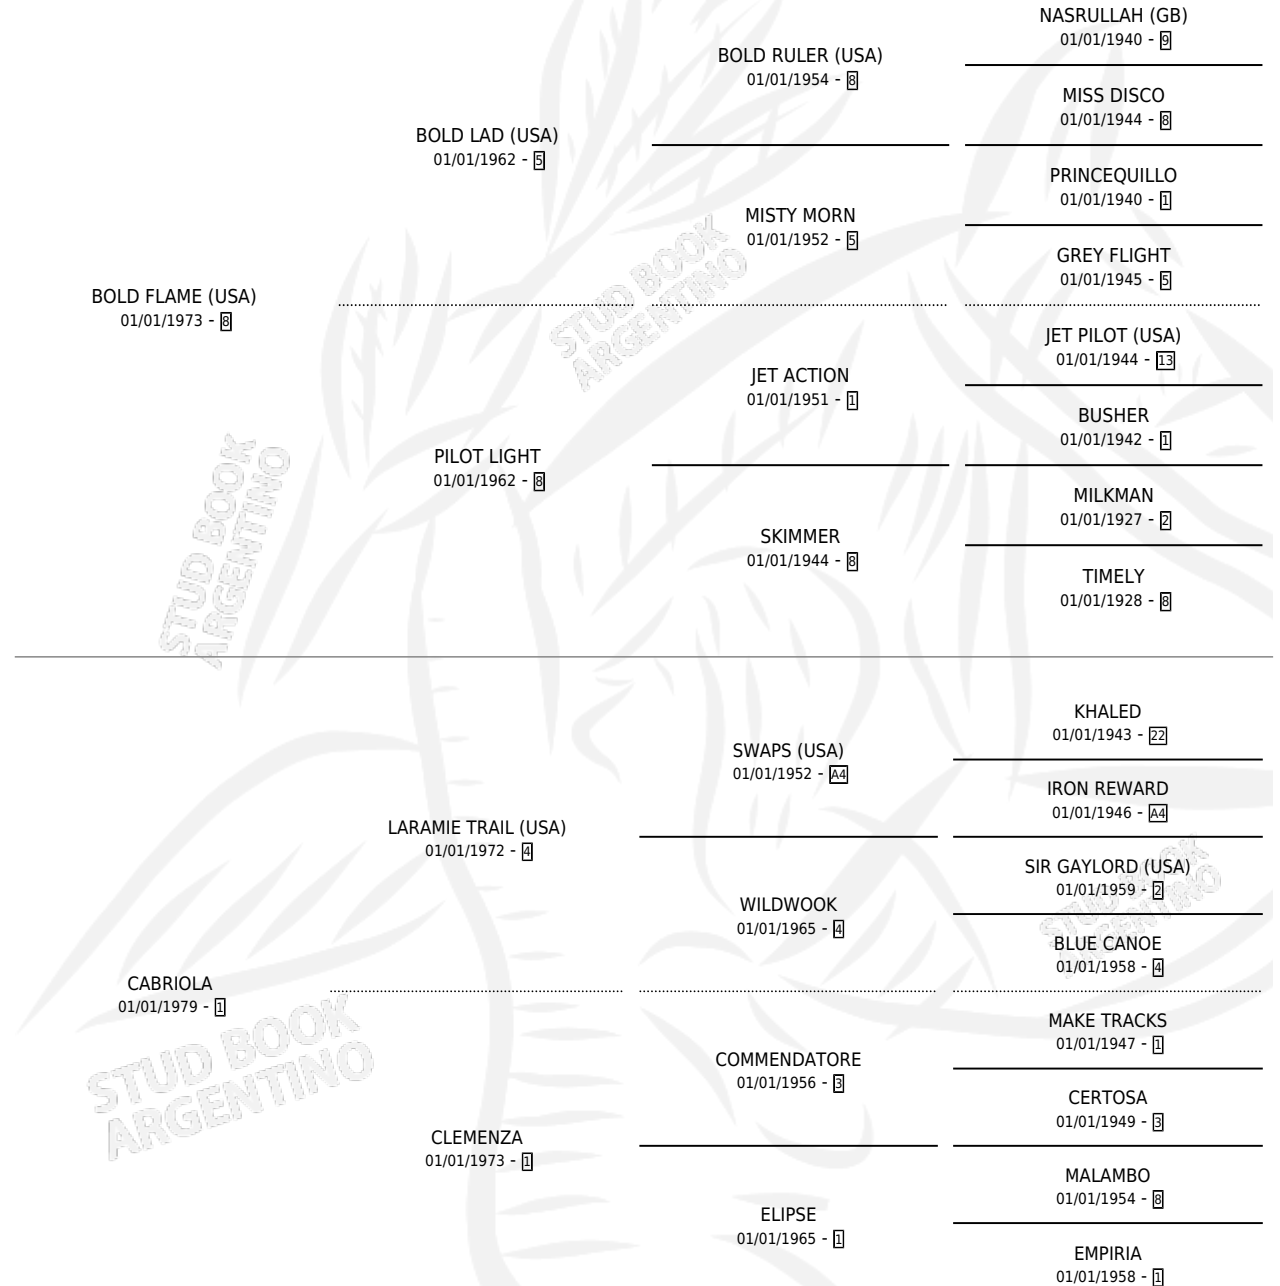 NASRULLAH (GB)
01/01/1940 - 9
BOLD RULER (USA)
01/01/1954 - 8
MISS DISCO
01/01/1944 - 8
BOLD LAD (USA)
01/01/1962 - 5
PRINCEQUILLO
01/01/1940 - 1
MISTY MORN
01/01/1952 - 5
GREY FLIGHT
01/01/1945 - 5
BOLD FLAME (USA)
01/01/1973 - 8
JET PILOT (USA)
01/01/1944 - 13
JET ACTION
01/01/1951 - 1
BUSHER
01/01/1942 - 1
PILOT LIGHT
01/01/1962 - 8
MILKMAN
01/01/1927 - 2
SKIMMER
01/01/1944 - 8
TIMELY
01/01/1928 - 8
KHALED
01/01/1943 - 22
SWAPS (USA)
01/01/1952 - A4
IRON REWARD
01/01/1946 - A4
LARAMIE TRAIL (USA)
01/01/1972 - 4
SIR GAYLORD (USA)
01/01/1959 - 2
WILDWOOK
01/01/1965 - 4
BLUE CANOE
01/01/1958 - 4
CABRIOLA
01/01/1979 - 1
MAKE TRACKS
01/01/1947 - 1
COMMENDATORE
01/01/1956 - 3
CERTOSA
01/01/1949 - 3
CLEMENZA
01/01/1973 - 1
MALAMBO
01/01/1954 - 8
ELIPSE
01/01/1965 - 1
EMPIRIA
01/01/1958 - 1
STUD BOOK
ARGENTINO
STUD BOOK
ARGENTINO
STUD BOOK
ARGENTINO
STUD BOOK
ARGENTINO